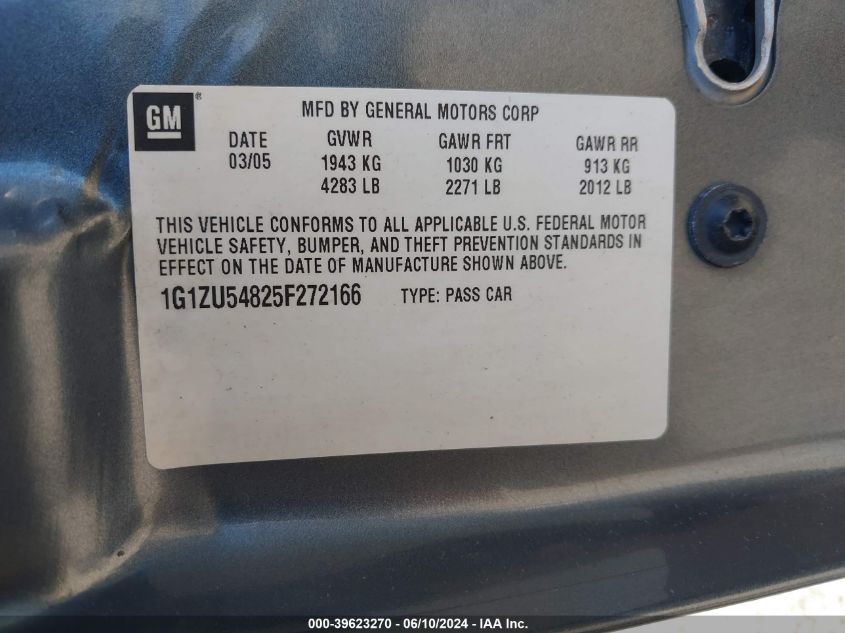 GM®
MFD BY GENERAL MOTORS CORP
DATE GVWR GAWR FRT GAWR RR
03/05 1943 KG 1030 KG 913 KG
4283 LB 2271 LB 2012 LB
THIS VEHICLE CONFORMS TO ALL APPLICABLE U.S. FEDERAL MOTOR
VEHICLE SAFETY, BUMPER, AND THEFT PREVENTION STANDARDS IN
EFFECT ON THE DATE OF MANUFACTURE SHOWN ABOVE.
1G1ZU54825F272166 TYPE: PASS CAR
000-39623270 - 06/10/2024 - IAA Inc.